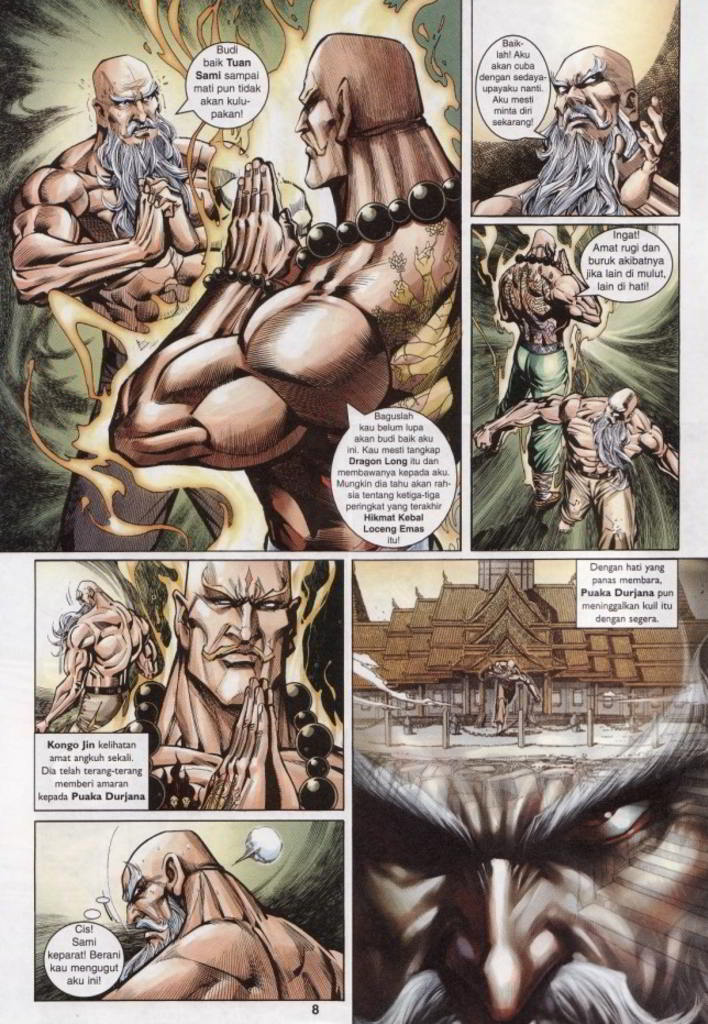 Budi
baik Tuan
Sami sampai
mati pun tidak
akan kulu-
pakan!
Baguslah
kau belum lupa
akan budi baik aku
ini. Kau mesti tangkap
Dragon Long itu dan
membawanya kepada aku.
Mungkin dia tahu akan rah-
sia tentang ketiga-tiga
peringkat yang terakhir
Hikmat Kebal
Loceng Emas
itu!
Baik-
lah! Aku
akan cuba
dengan sedaya-
upayaku nanti.
Aku mesti
minta diri
sekarang!
Ingat!
Amat rugi dan
buruk akibatnya
jika lain di mulut,
lain di hati!
Kongo Jin kelihatan
amat angkuh sekali.
Dia telah terang-terang
memberi amaran
kepada Puaka Durjana
Dengan hati yang
panas membara,
Puaka Durjana pun
meninggalkan kuil itu
dengan segera.
Cis!
Sami
keparat! Berani
kau mengugut
aku ini!
8